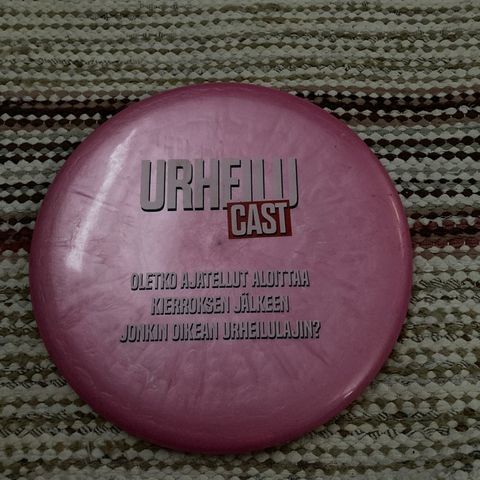 URHEILU
CAST
OLETKO AJATELLUT ALOITTAA
KIERROKSEN JÄLKEEN
JONKIN OIKEAN URHEILULAJIN?